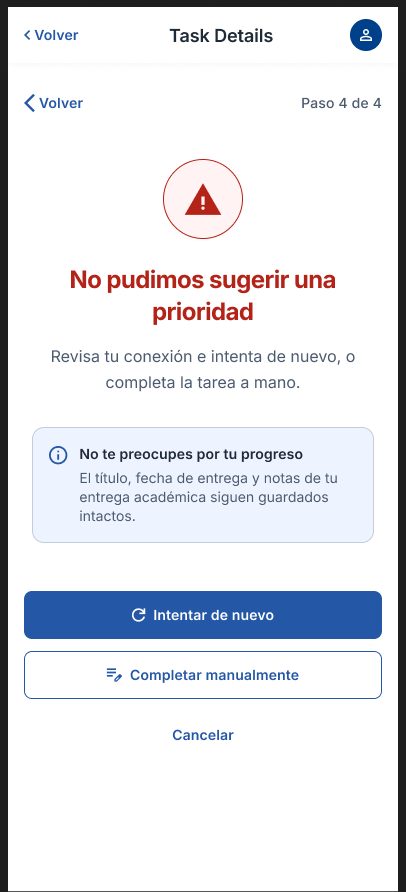 Volver
Task Details
Volver
Paso 4 de 4
No pudimos sugerir una
prioridad
Revisa tu conexión e intenta de nuevo, o
completa la tarea a mano.
No te preocupes por tu progreso
El título, fecha de entrega y notas de tu
entrega académica siguen guardados
intactos.
Intentar de nuevo
Completar manualmente
Cancelar